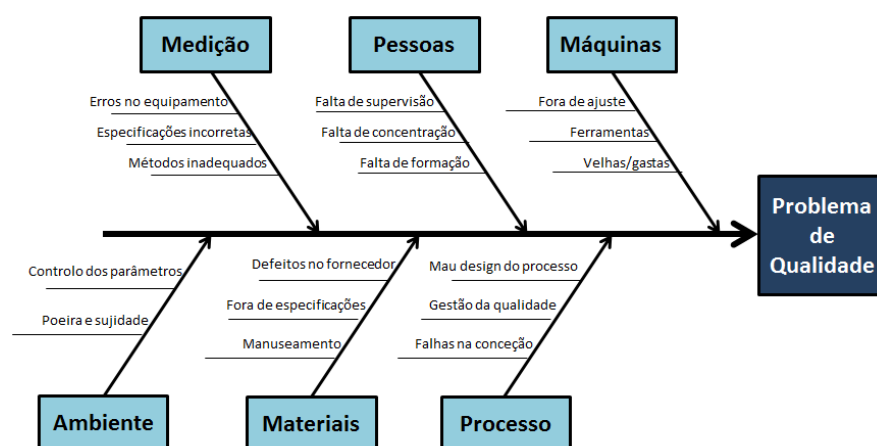 Medição
Pessoas
Máquinas
Erros no equipamento
Especificações incorretas
Métodos inadequados
Falta de supervisão
Falta de concentração
Falta de formação
Fora de ajuste
Ferramentas
Velhas/gastas
Problema
de
Qualidade
Controlo dos parâmetros
Poeira e sujidade
Defeitos no fornecedor
Fora de especificações
Manuseamento
Mau design do processo
Gestão da qualidade
Falhas na conceção
Ambiente
Materiais
Processo